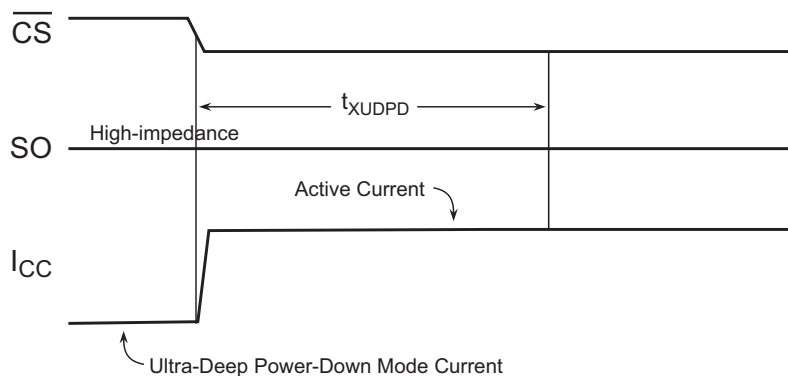 CS
tXUDPD
High-impedance
SO
Active Current
ICC
Ultra-Deep Power-Down Mode Current